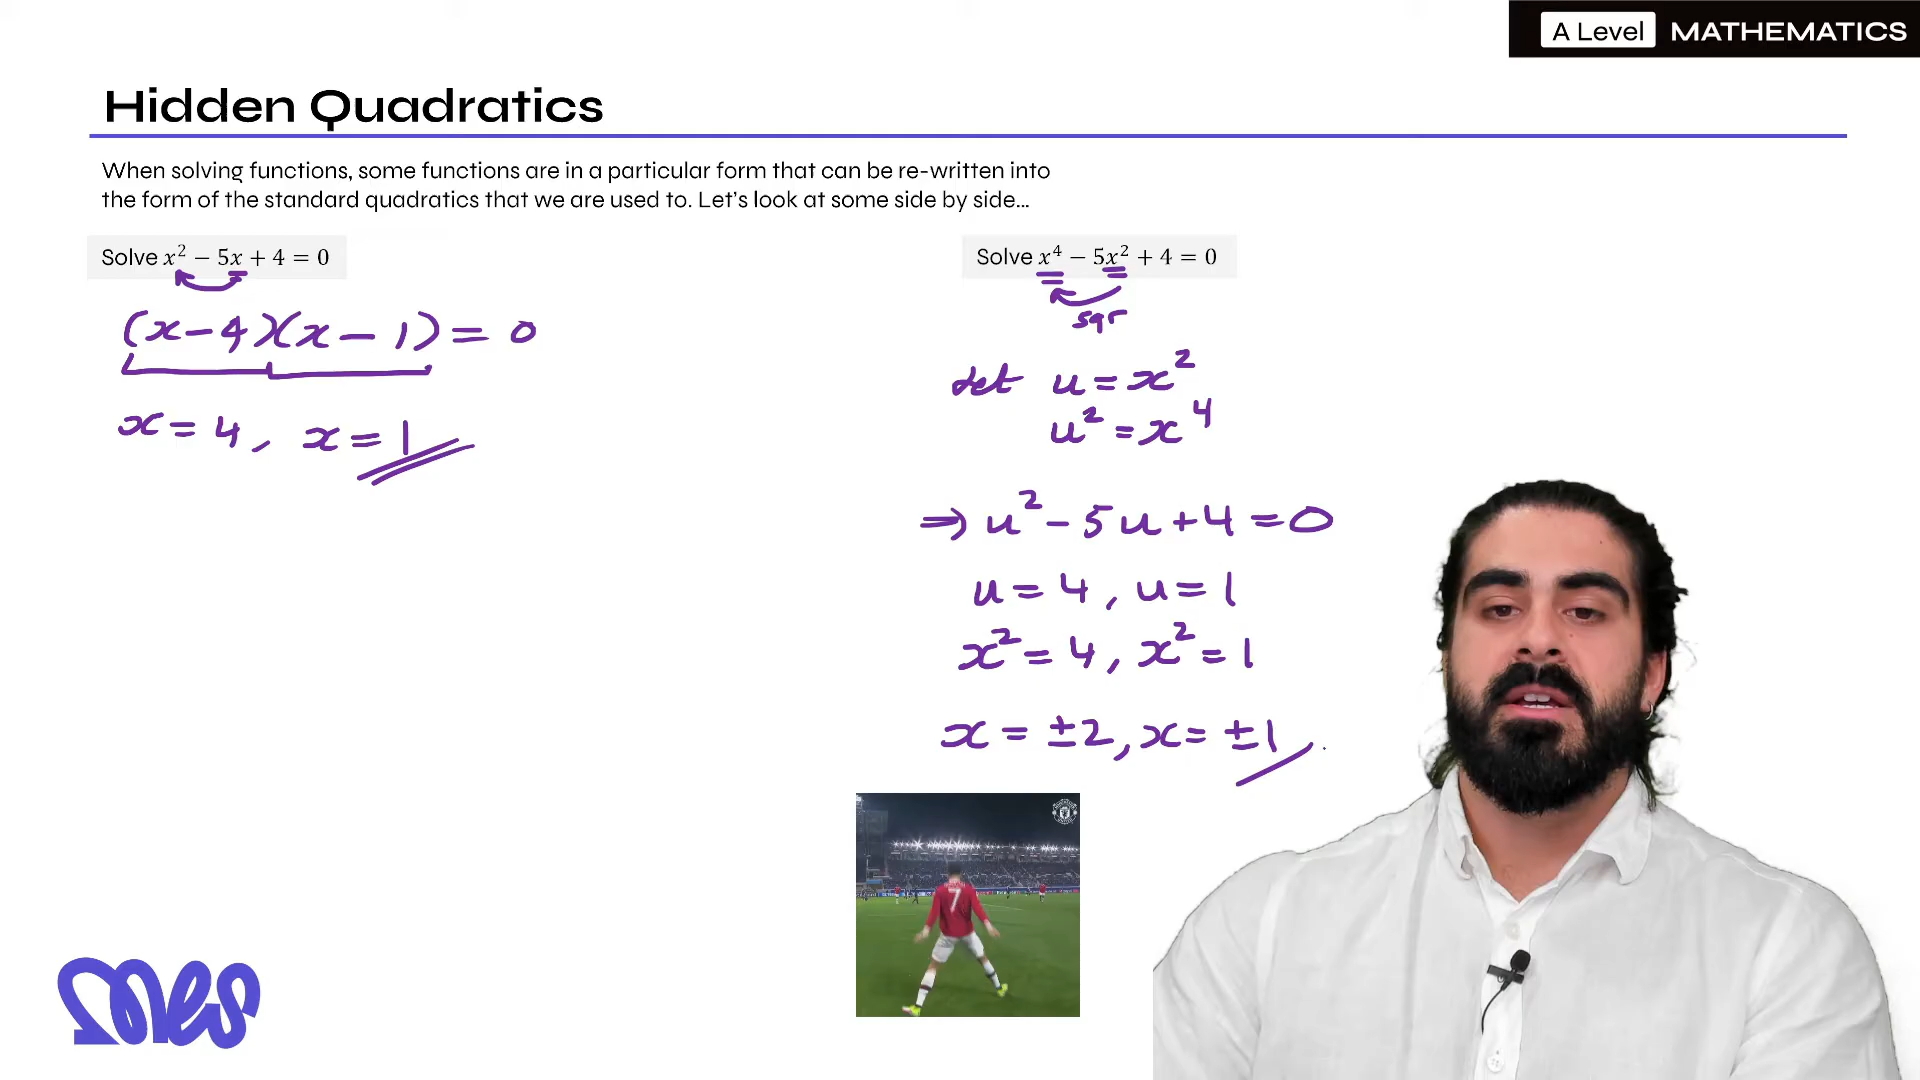 A Level MATHEMATICS
Hidden Quadratics
When solving functions, some functions are in a particular form that can be re-written into
the form of the standard quadratics that we are used to. Let's look at some side by side...
Solve x² − 5x + 4 = 0
(x−4)(x−1) = 0
x = 4, x = 1
Solve x⁴ − 5x² + 4 = 0
sqr
let u = x²
u² = x⁴
⇒ u² − 5u + 4 = 0
u = 4, u = 1
x² = 4, x² = 1
x = ±2, x = ±1
7
mes